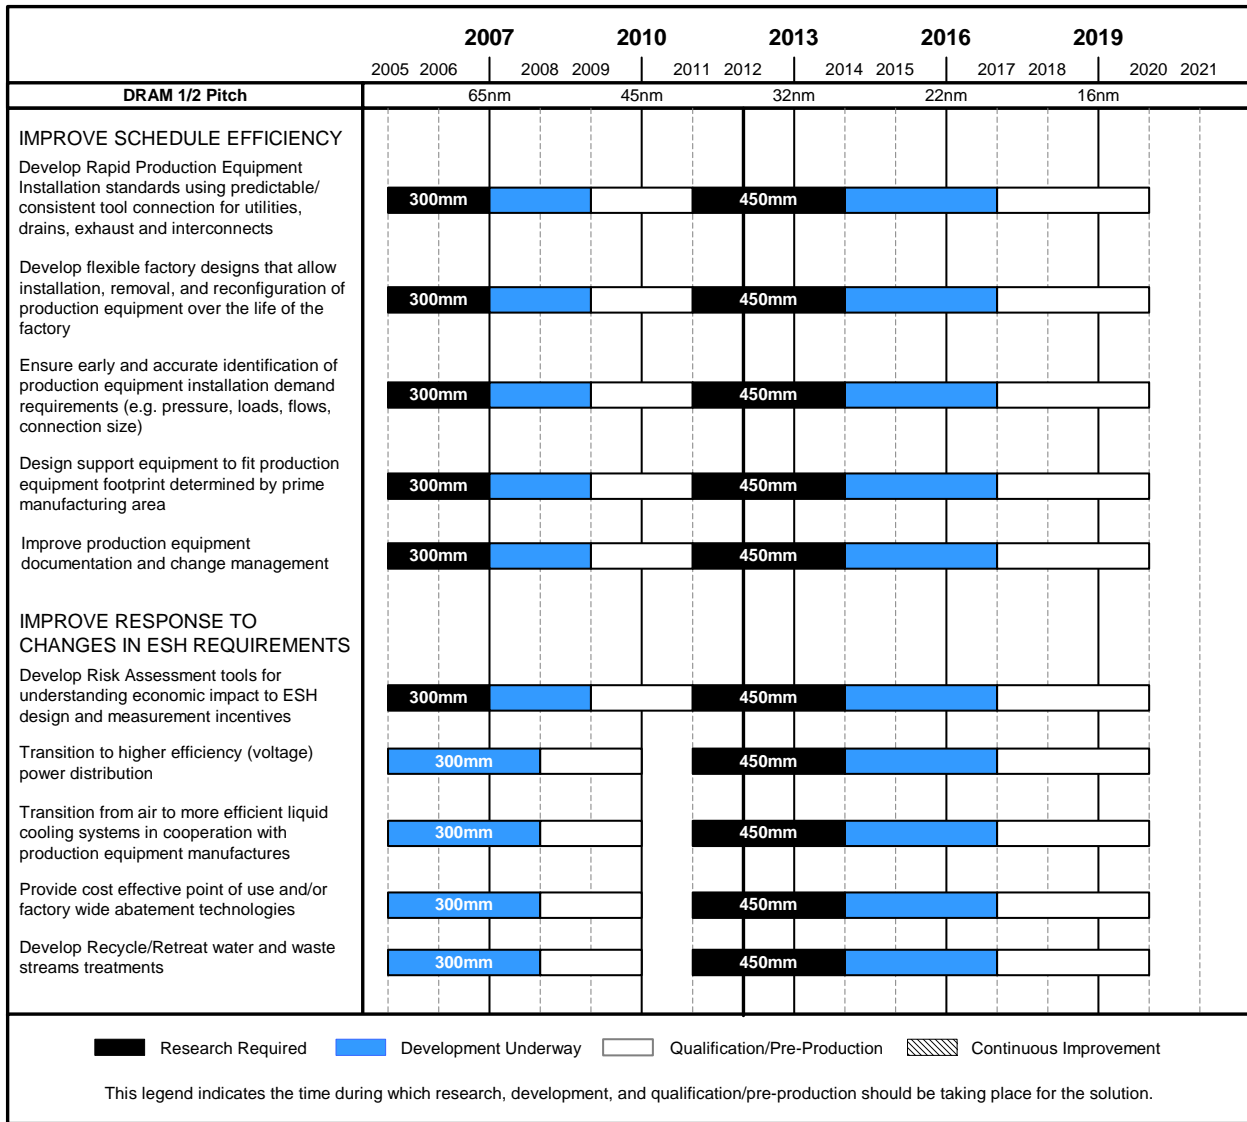 2007 2010 2013 2016 2019
2005 2006 2008 2009 2011 2012 2014 2015 2017 2018 2020 2021
DRAM 1/2 Pitch 65nm 45nm 32nm 22nm 16nm
IMPROVE SCHEDULE EFFICIENCY
Develop Rapid Production Equipment
Installation standards using predictable/
consistent tool connection for utilities,
drains, exhaust and interconnects
300mm 450mm
Develop flexible factory designs that allow
installation, removal, and reconfiguration of
production equipment over the life of the
factory
300mm 450mm
Ensure early and accurate identification of
production equipment installation demand
requirements (e.g. pressure, loads, flows,
connection size)
300mm 450mm
Design support equipment to fit production
equipment footprint determined by prime
manufacturing area
300mm 450mm
Improve production equipment
documentation and change management
300mm 450mm
IMPROVE RESPONSE TO
CHANGES IN ESH REQUIREMENTS
Develop Risk Assessment tools for
understanding economic impact to ESH
design and measurement incentives
300mm 450mm
Transition to higher efficiency (voltage)
power distribution
300mm 450mm
Transition from air to more efficient liquid
cooling systems in cooperation with
production equipment manufactures
300mm 450mm
Provide cost effective point of use and/or
factory wide abatement technologies
300mm 450mm
Develop Recycle/Retreat water and waste
streams treatments
300mm 450mm
Research Required Development Underway Qualification/Pre-Production Continuous Improvement
This legend indicates the time during which research, development, and qualification/pre-production should be taking place for the solution.